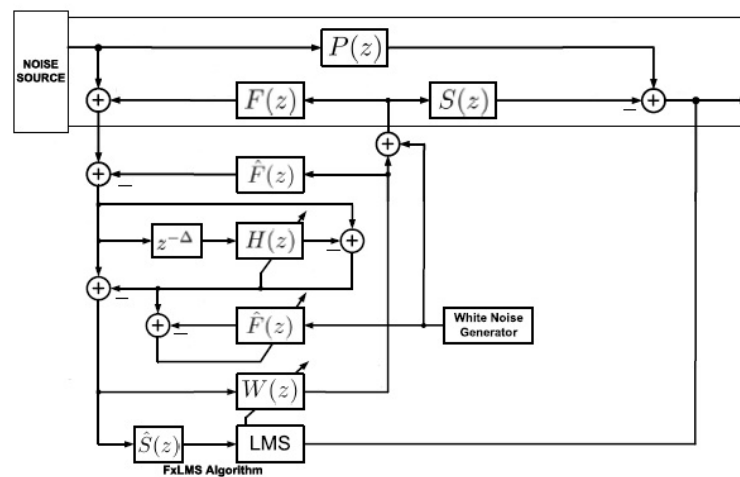 NOISE
SOURCE
P(z)
F(z)
S(z)
F̂(z)
z^{-Δ}
H(z)
F̂(z)
White Noise
Generator
W(z)
Ŝ(z)
LMS
FxLMS Algorithm